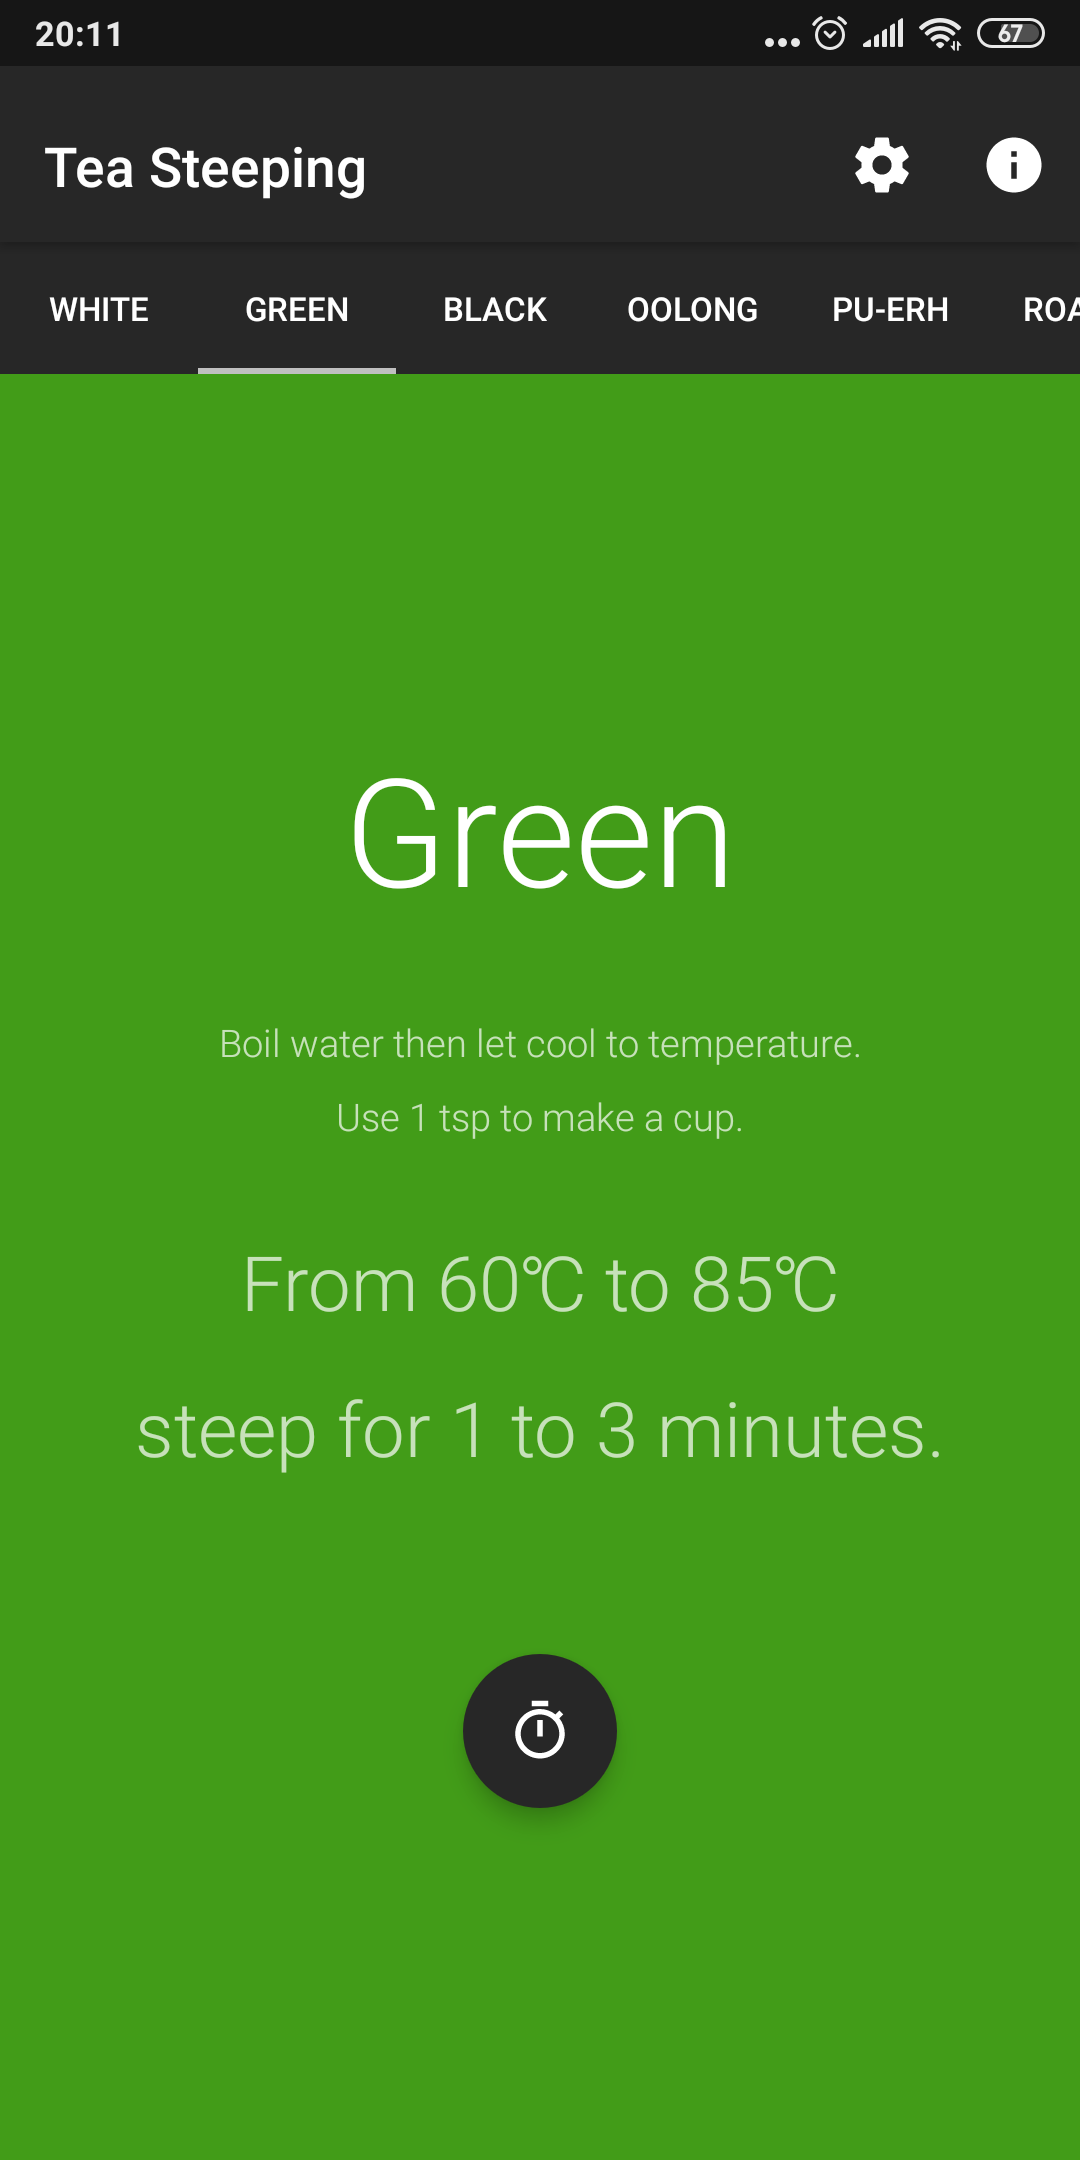 20:11
67
Tea Steeping
WHITE GREEN BLACK OOLONG PU-ERH ROA
Green
Boil water then let cool to temperature.
Use 1 tsp to make a cup.
From 60℃ to 85℃
steep for 1 to 3 minutes.